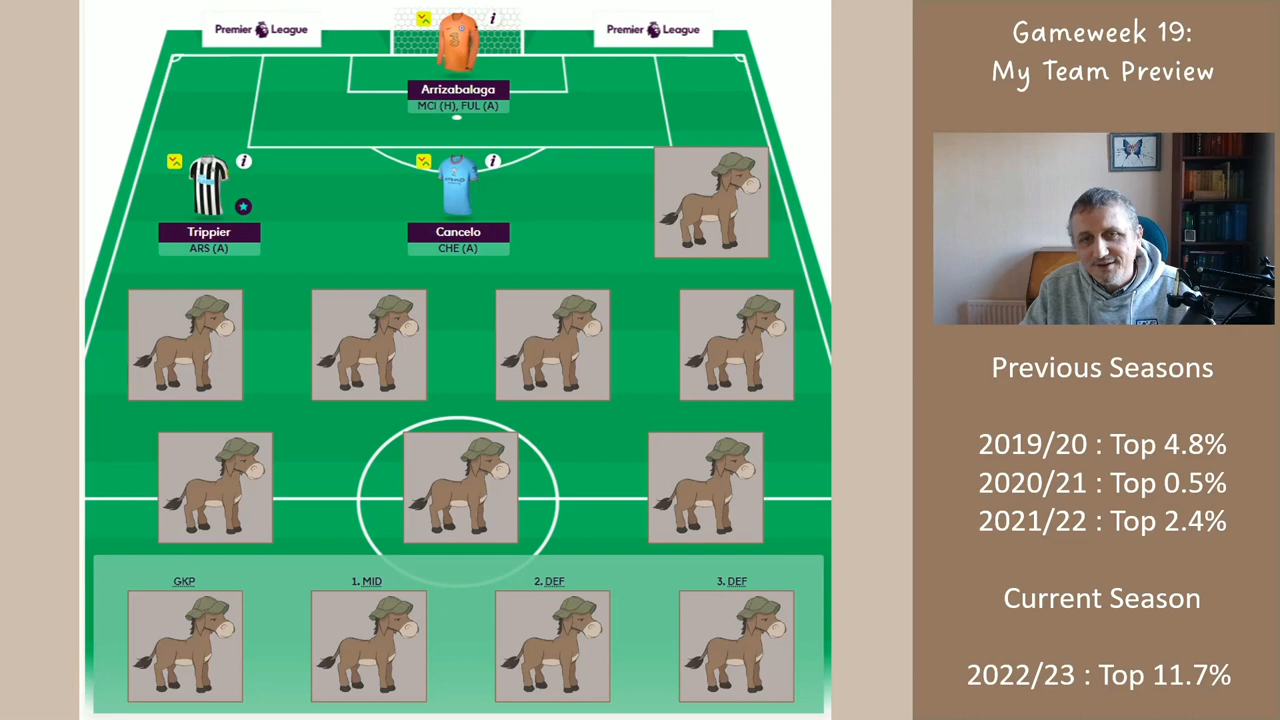 Premier League
Premier League
Arrizabalaga
MCI (H), FUL (A)
Trippier
ARS (A)
Cancelo
CHE (A)
GKP
1. MID
2. DEF
3. DEF
Gameweek 19:
My Team Preview
Previous Seasons
2019/20 : Top 4.8%
2020/21 : Top 0.5%
2021/22 : Top 2.4%
Current Season
2022/23 : Top 11.7%